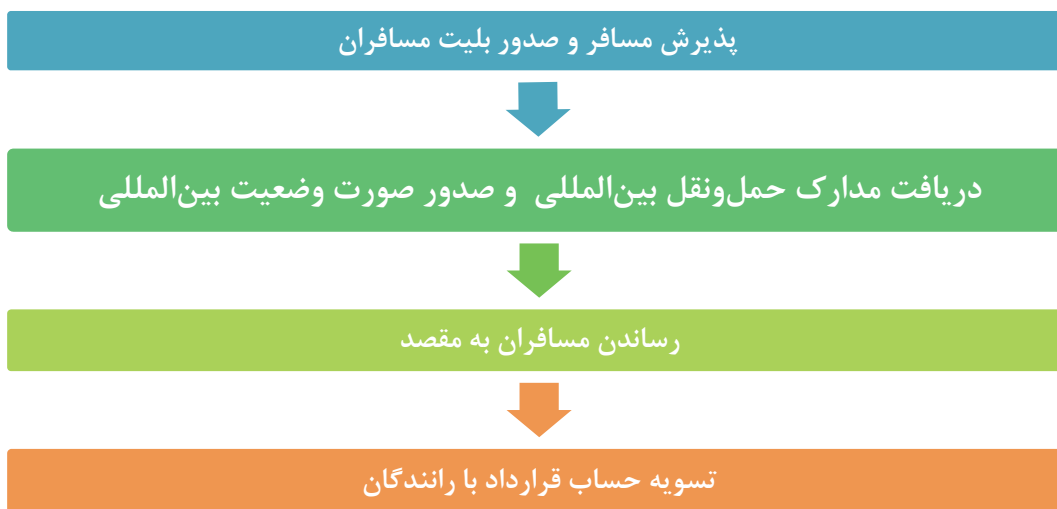 پذیرش مسافر و صدور بلیت مسافران
دریافت مدارک حمل‌ونقل بین‌المللی و صدور صورت وضعیت بین‌المللی
رساندن مسافران به مقصد
تسویه حساب قرارداد با رانندگان